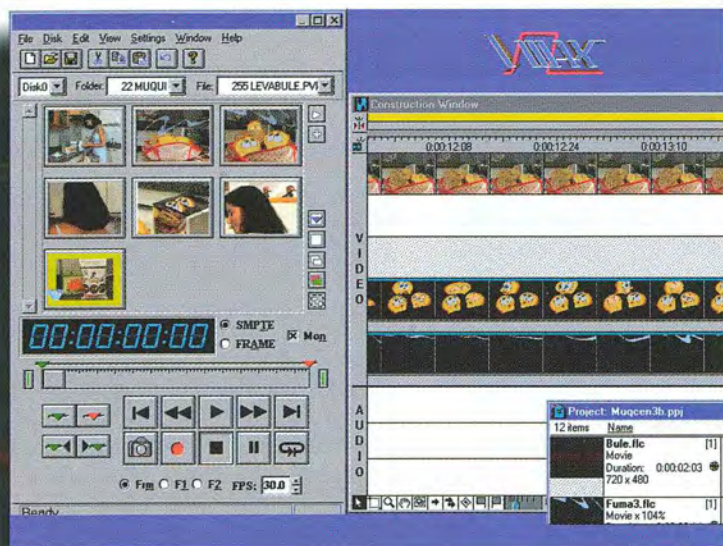 File Disk Edit View Settings Window Help
Disk0 Folder: 22 MUQUI File: 255 LEVABULE.PVI
00:00:00:00
SMPTE
FRAME
Mon
Frm F1 F2 FPS: 30.0
Ready
VMAX
Construction Window
0:00:12:08 0:00:12:24 0:00:13:10
VIDEO
AUDIO
Project: Muqcen3b.ppj
12 items Name
Bule.flc [1]
Movie
Duration: 0:00:02:03
720 x 480
Fuma3.flc [1]
Movie x 104%